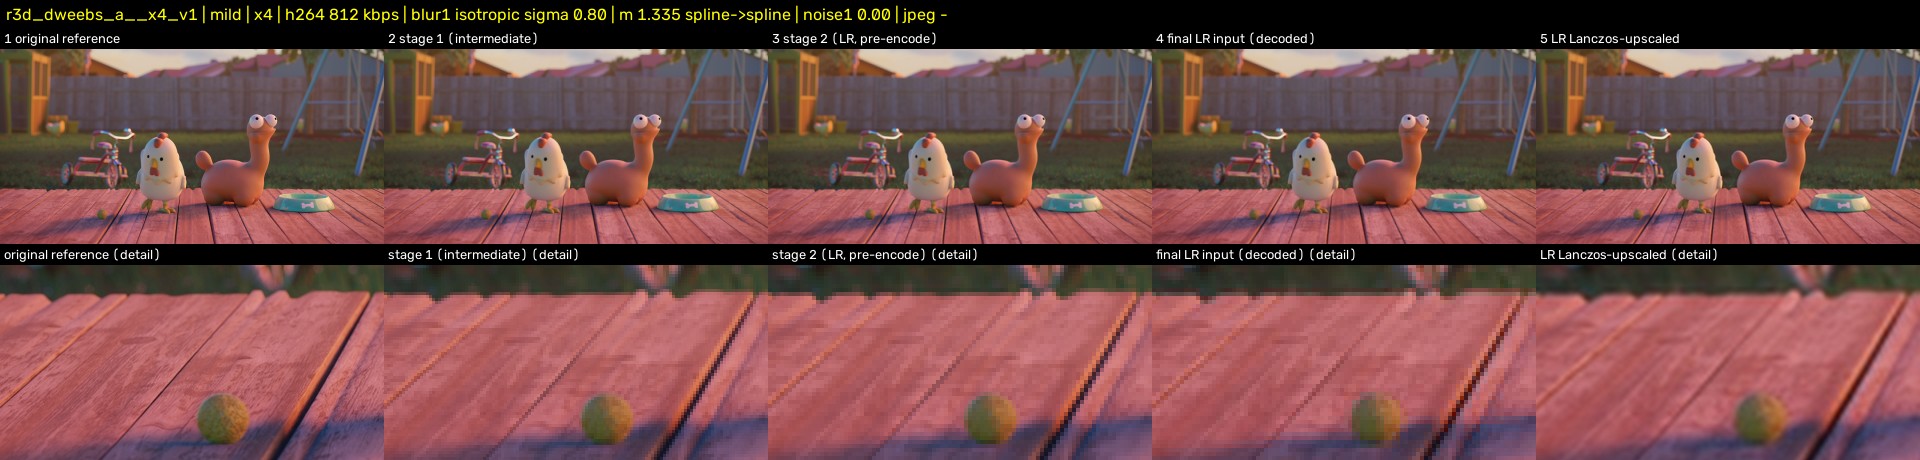 r3d_dweebs_a__x4_v1 | mild | x4 | h264 812 kbps | blur1 isotropic sigma 0.80 | m 1.335 spline->spline | noise1 0.00 | jpeg -
1 original reference
2 stage 1 (intermediate)
3 stage 2 (LR, pre-encode)
4 final LR input (decoded)
5 LR Lanczos-upscaled
original reference (detail)
stage 1 (intermediate) (detail)
stage 2 (LR, pre-encode) (detail)
final LR input (decoded) (detail)
LR Lanczos-upscaled (detail)